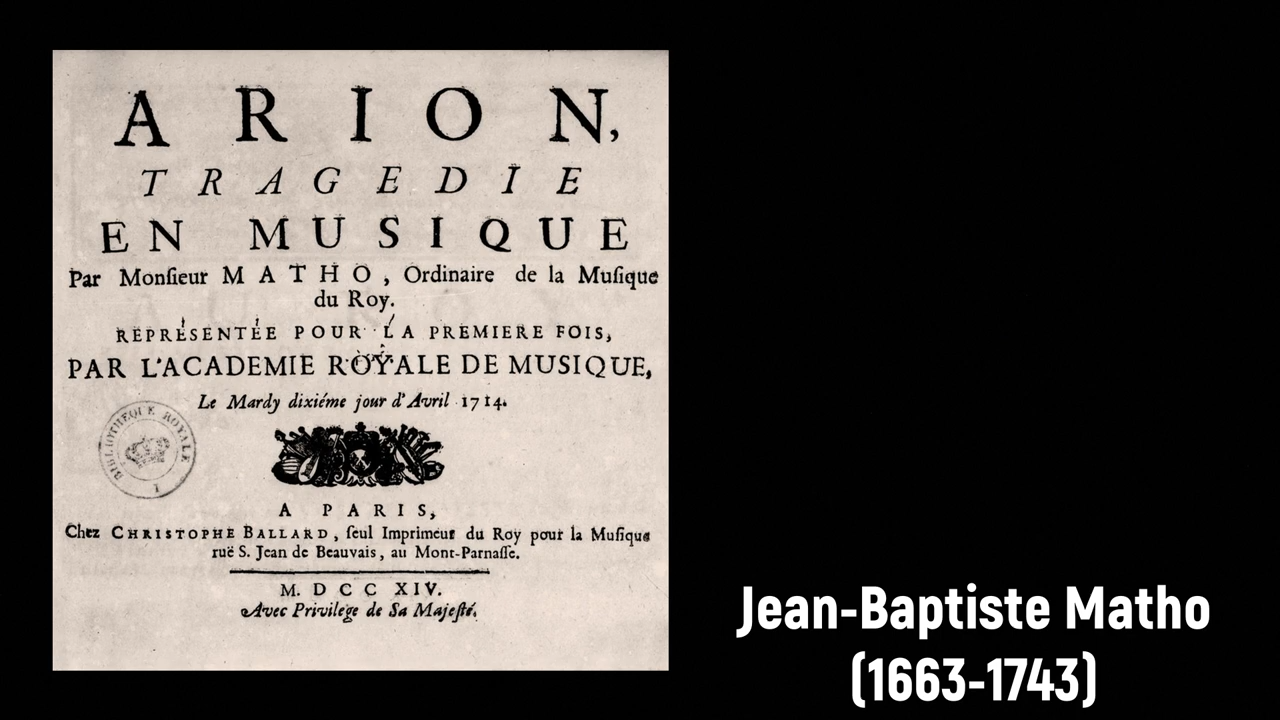 ARION,
TRAGEDIE
EN MUSIQUE
Par Monſieur MATHO, Ordinaire de la Muſique
du Roy.
REPRÉSENTÉE POUR LA PREMIERE FOIS,
PAR L'ACADEMIE ROYALE DE MUSIQUE,
Le Mardy dixiéme jour d'Avril 1714.
BIBLIOTHEQUE ROYALE
I
A PARIS,
Chez CHRISTOPHE BALLARD, ſeul Imprimeur du Roy pour la Muſique
ruë S. Jean de Beauvais, au Mont-Parnaſſe.
M. DCC XIV.
Avec Privilege de Sa Majeſté.
Jean-Baptiste Matho
(1663-1743)